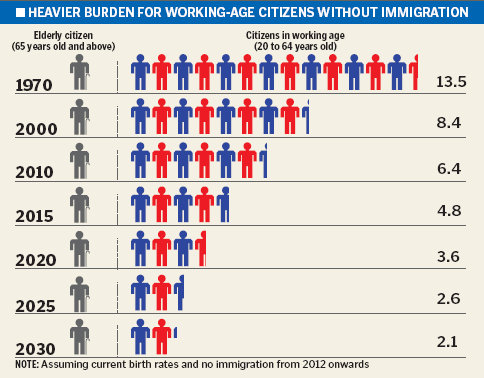 HEAVIER BURDEN FOR WORKING-AGE CITIZENS WITHOUT IMMIGRATION
Elderly citizen
(65 years old and above)
Citizens in working age
(20 to 64 years old)
1970 13.5
2000 8.4
2010 6.4
2015 4.8
2020 3.6
2025 2.6
2030 2.1
NOTE: Assuming current birth rates and no immigration from 2012 onwards